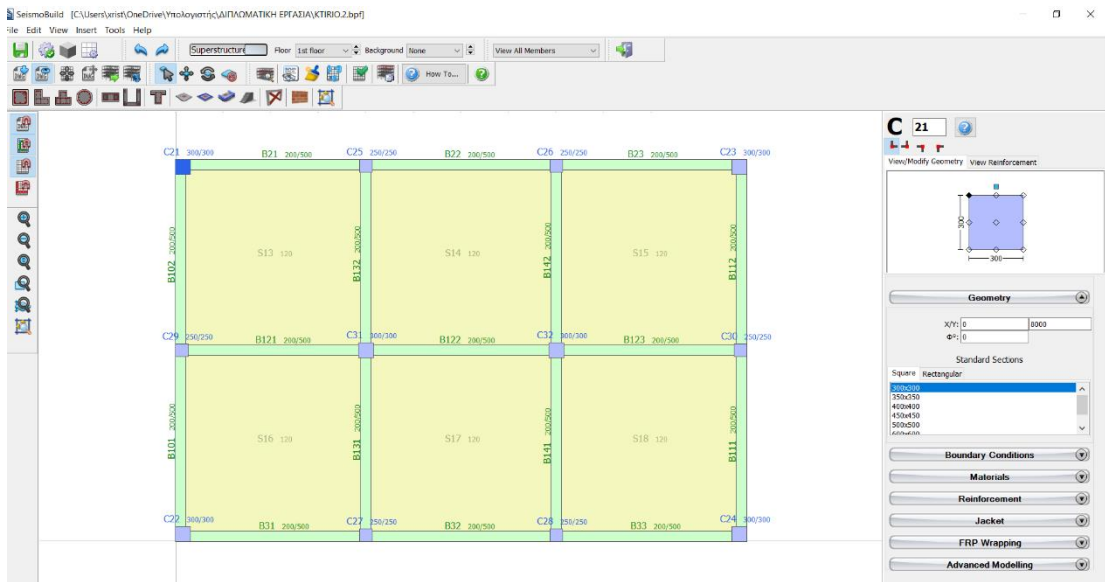 SeismoBuild [C:\Users\xrist\OneDrive\Υπολογιστής\ΔΙΠΛΩΜΑΤΙΚΗ ΕΡΓΑΣΙΑ\KTIRIO.2.bpf]
File Edit View Insert Tools Help
Superstructure Floor 1st floor Background None View All Members
How To...
C 21
View/Modify Geometry View Reinforcement
C21 300/300 B21 200/500 C25 250/250 B22 200/500 C26 250/250 B23 200/500 C23 300/300
300
300
B102 200/500 S13 120 B132 200/500 S14 120 B142 200/500 S15 120 B112 200/500
C29 250/250 B121 200/500 C31 300/300 B122 200/500 C32 300/300 B123 200/500 C30 250/250
B101 200/500 S16 120 B131 200/500 S17 120 B141 200/500 S18 120 B111 200/500
C22 300/300 B31 200/500 C27 250/250 B32 200/500 C28 250/250 B33 200/500 C24 300/300
Geometry
X/Y: 0 8000
Φº: 0
Standard Sections
Square Rectangular
300x300
350x350
400x400
450x450
500x500
600x600
Boundary Conditions
Materials
Reinforcement
Jacket
FRP Wrapping
Advanced Modelling